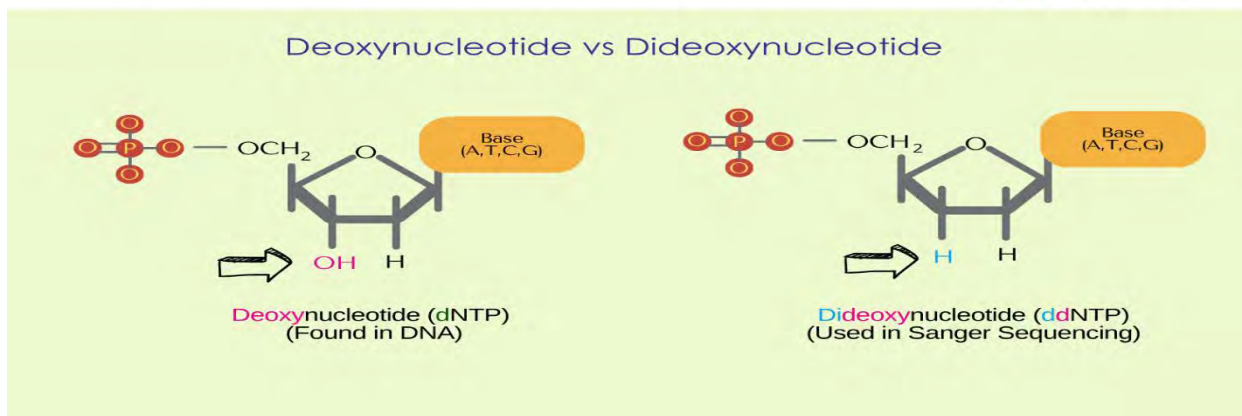 Deoxynucleotide vs Dideoxynucleotide
O
O P O
O
OCH2
O
Base
(A,T,C,G)
OH H
Deoxynucleotide (dNTP)
(Found in DNA)
O
O P O
O
OCH2
O
Base
(A,T,C,G)
H H
Dideoxynucleotide (ddNTP)
(Used in Sanger Sequencing)